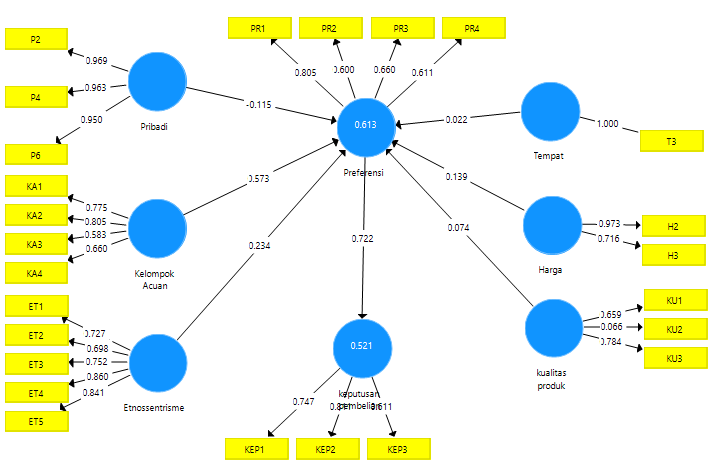 PR1
PR2
PR3
PR4
P2
0.969
0.805
0.600
0.660
0.611
P4
0.963
0.950
-0.115
0.613
0.022
1.000
P6
Pribadi
Preferensi
Tempat
T3
KA1
0.775
KA2
0.805
KA3
0.583
KA4
0.660
0.573
0.139
Kelompok
Acuan
0.973
H2
0.716
H3
Harga
0.234
0.722
0.074
ET1
0.727
ET2
0.698
ET3
0.752
ET4
0.860
ET5
0.841
Etnossentrisme
0.521
keputusan
pembelian
KU1
0.659
KU2
0.066
KU3
0.784
kualitas
produk
0.747
0.611
KEP1
KEP2
KEP3